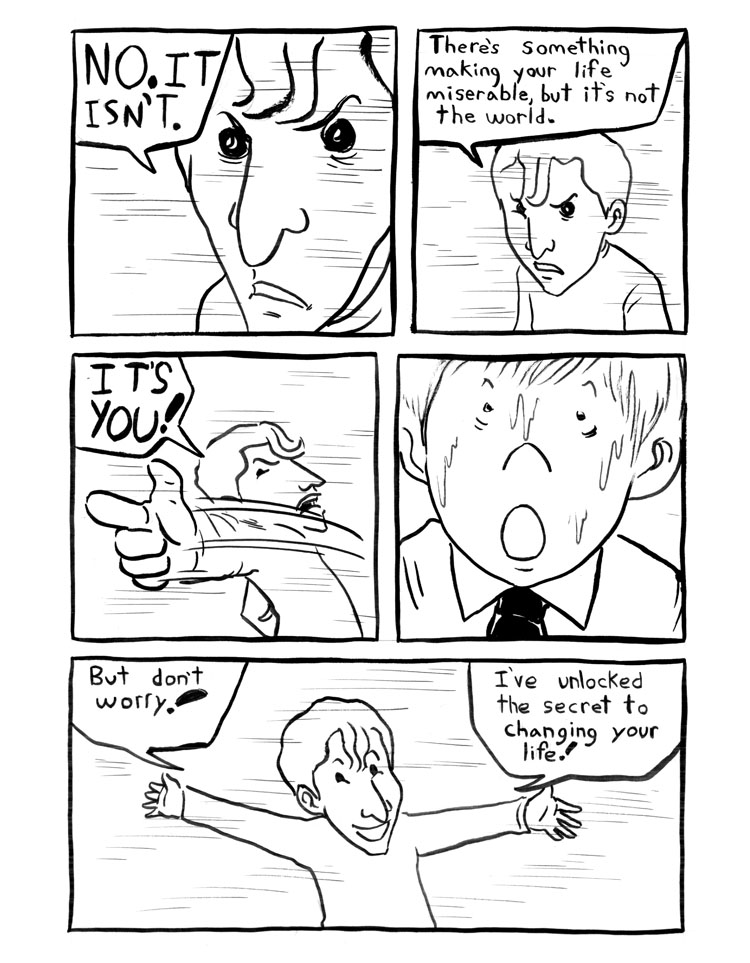 NO. IT
ISN'T.
There's something
making your life
miserable, but it's not
the world.
IT'S
YOU!
But don't
worry.!
I've unlocked
the secret to
changing your
life!